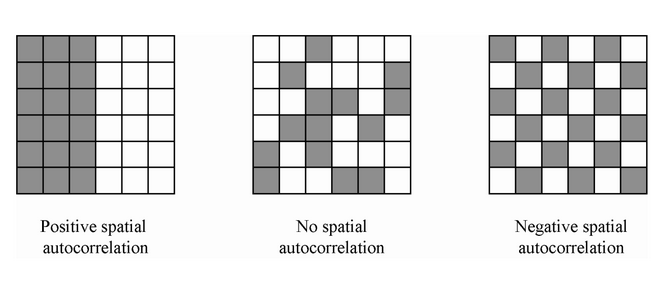 Positive spatial
autocorrelation
No spatial
autocorrelation
Negative spatial
autocorrelation